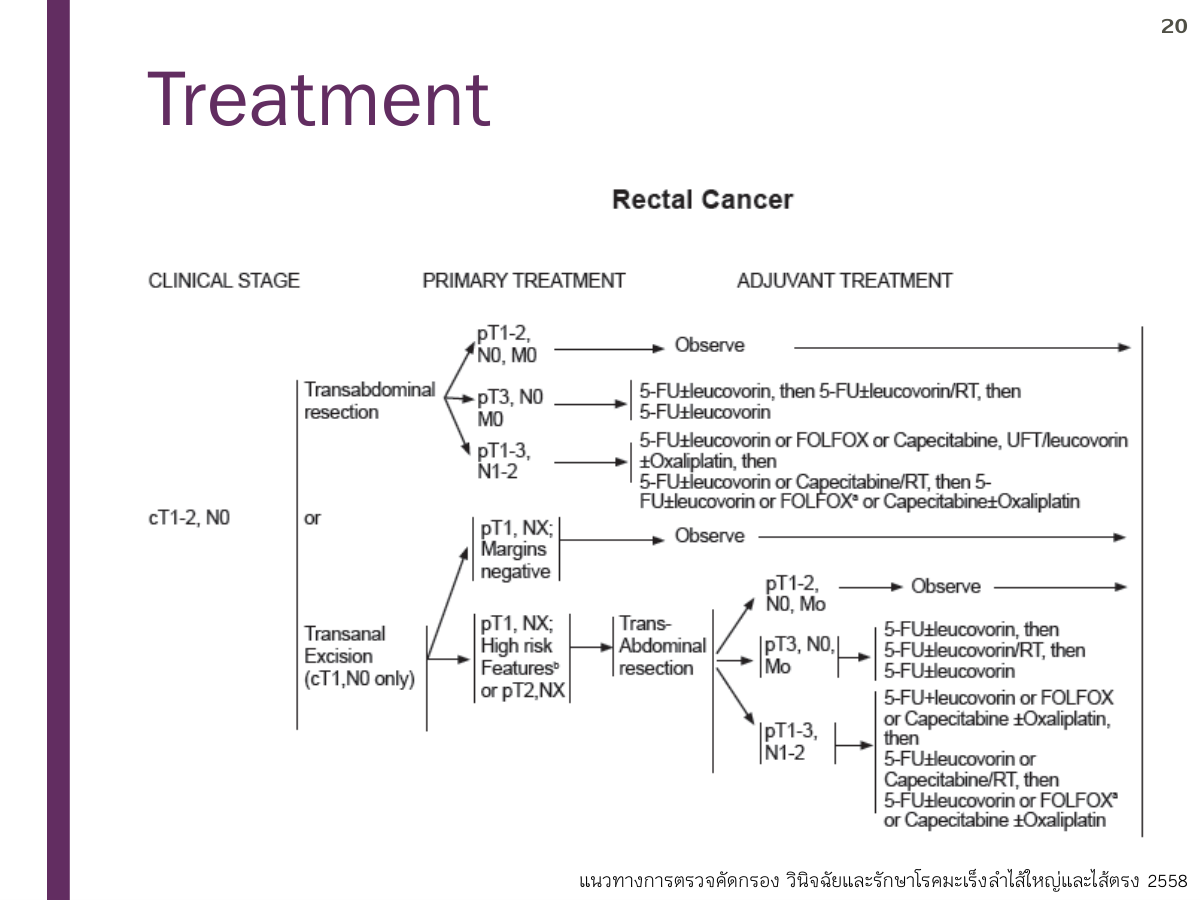 20
Treatment
Rectal Cancer
CLINICAL STAGE
PRIMARY TREATMENT
ADJUVANT TREATMENT
pT1-2,
N0, M0
Observe
Transabdominal
resection
pT3, N0
M0
5-FU±leucovorin, then 5-FU±leucovorin/RT, then
5-FU±leucovorin
pT1-3,
N1-2
5-FU±leucovorin or FOLFOX or Capecitabine, UFT/leucovorin
±Oxaliplatin, then
5-FU±leucovorin or Capecitabine/RT, then 5-
FU±leucovorin or FOLFOXª or Capecitabine±Oxaliplatin
cT1-2, N0
or
pT1, NX;
Margins
negative
Observe
Transanal
Excision
(cT1,N0 only)
pT1, NX;
High risk
Featuresᵇ
or pT2,NX
Trans-
Abdominal
resection
pT1-2,
N0, Mo
Observe
pT3, N0,
Mo
5-FU±leucovorin, then
5-FU±leucovorin/RT, then
5-FU±leucovorin
pT1-3,
N1-2
5-FU+leucovorin or FOLFOX
or Capecitabine ±Oxaliplatin,
then
5-FU±leucovorin or
Capecitabine/RT, then
5-FU±leucovorin or FOLFOXª
or Capecitabine ±Oxaliplatin
แนวทางการตรวจคัดกรอง วินิจฉัยและรักษาโรคมะเร็งลำไส้ใหญ่และไส้ตรง 2558